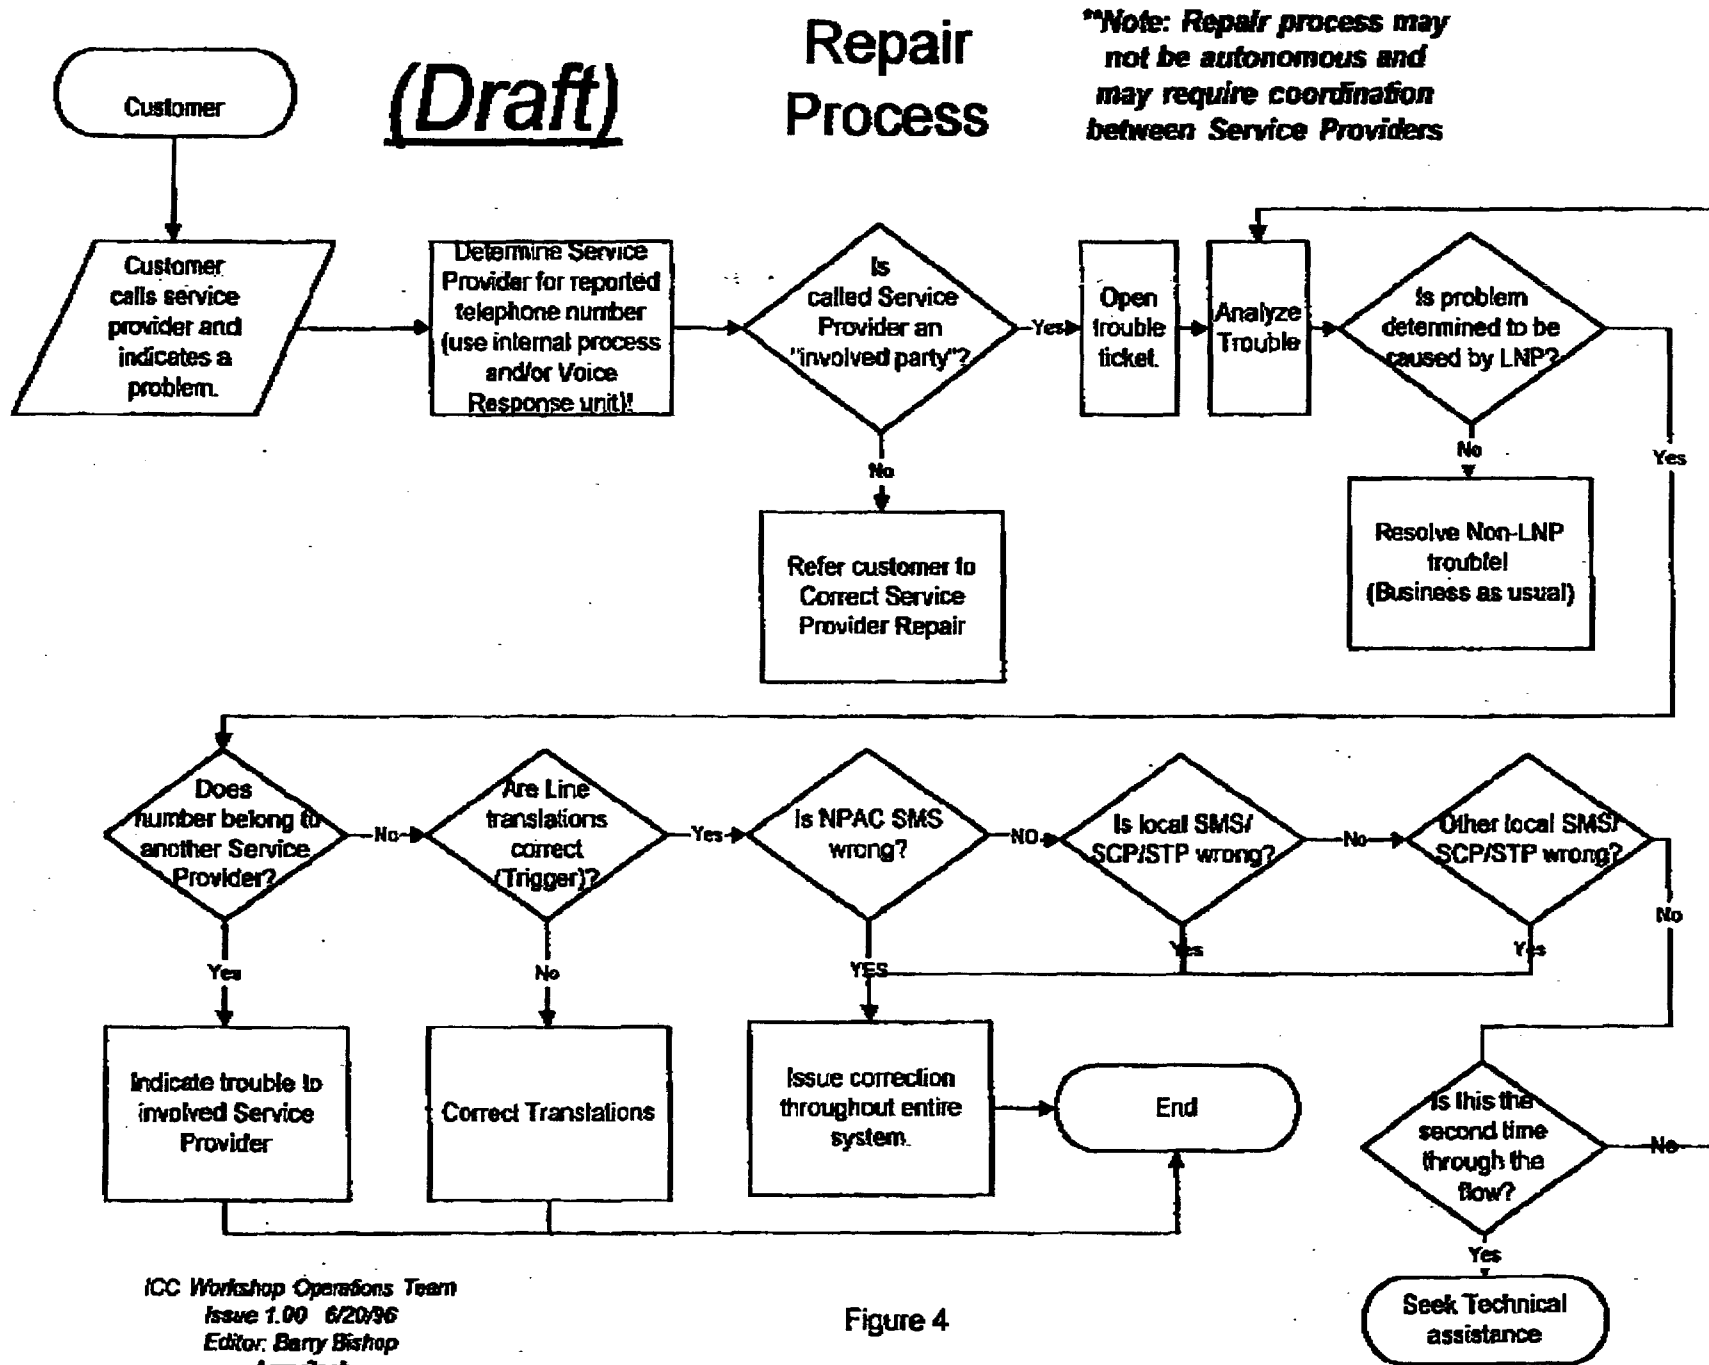 (Draft)
Repair
Process
**Note: Repair process may
not be autonomous and
may require coordination
between Service Providers
Customer
Customer
calls service
provider and
indicates a
problem.
Determine Service
Provider for reported
telephone number
(use internal process
and/or Voice
Response unit)!
Is
called Service
Provider an
"involved party"?
Yes
Open
trouble
ticket.
Analyze
Trouble
Is problem
determined to be
caused by LNP?
Yes
No
Refer customer to
Correct Service
Provider Repair
No
Resolve Non-LNP
trouble!
(Business as usual)
Does
number belong to
another Service
Provider?
No
Are Line
translations
correct
(Trigger)?
Yes
Is NPAC SMS
wrong?
NO
Is local SMS/
SCP/STP wrong?
No
Other local SMS/
SCP/STP wrong?
No
Yes
No
YES
Yes
Yes
Indicate trouble to
involved Service
Provider
Correct Translations
Issue correction
throughout entire
system.
End
Is this the
second time
through the
flow?
No
Yes
Seek Technical
assistance
ICC Workshop Operations Team
Issue 1.00 6/20/96
Editor: Barry Bishop
Figure 4